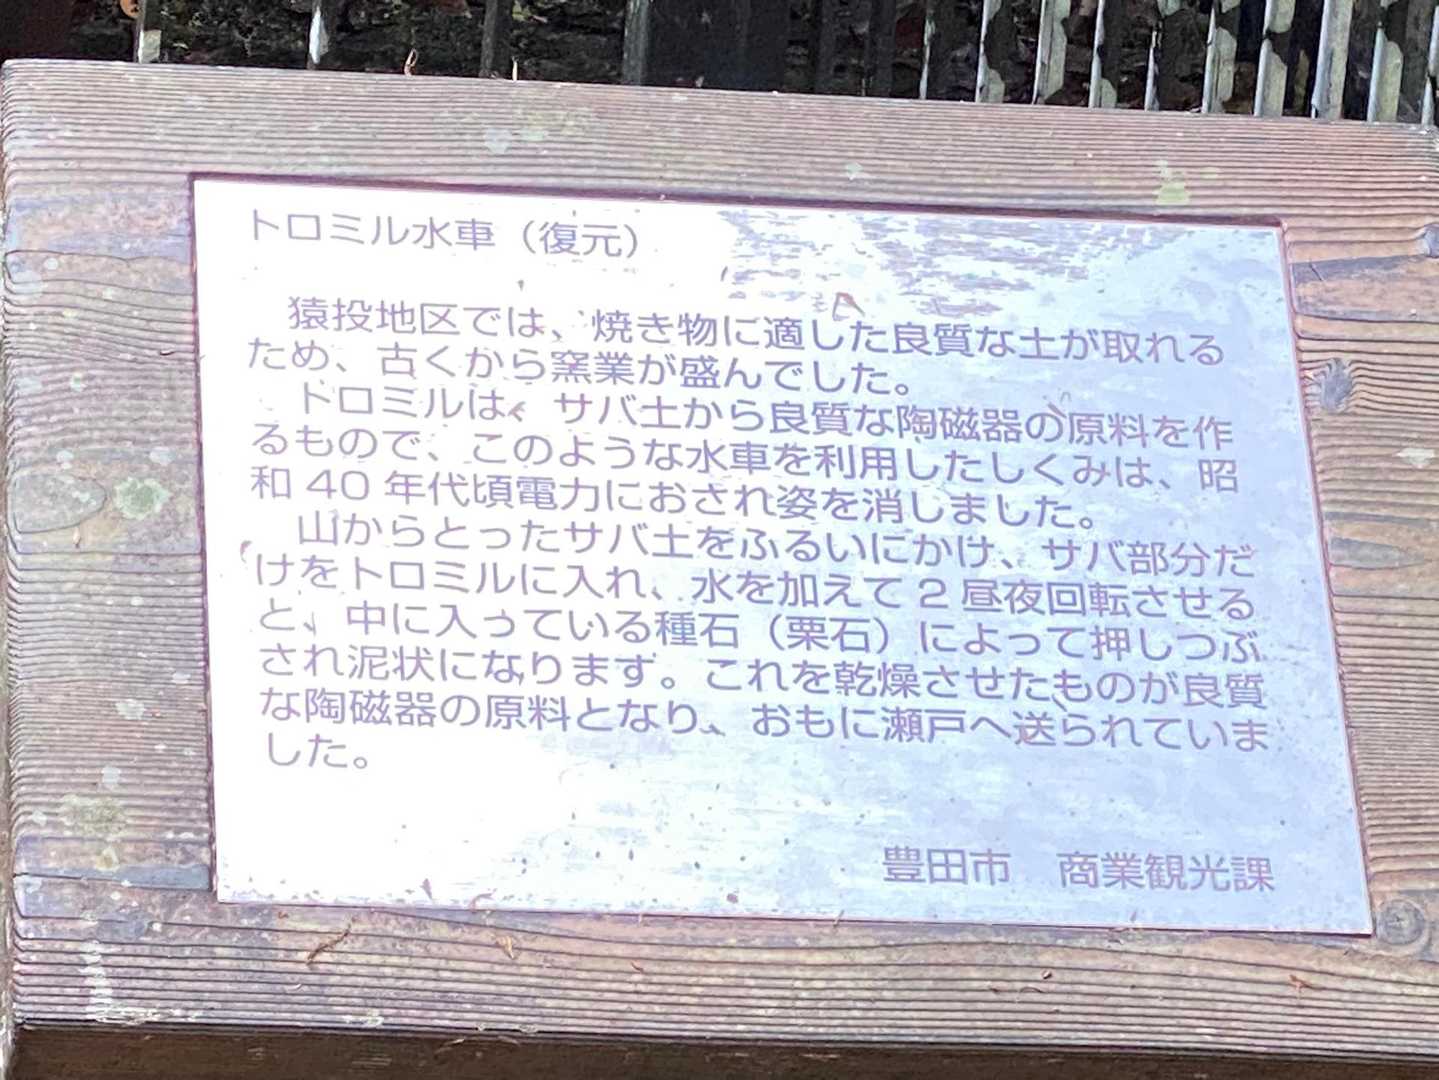 トロミル水車（復元）
猿投地区では、焼き物に適した良質な土が取れる
ため、古くから窯業が盛んでした。
トロミルは、サバ土から良質な陶磁器の原料を作
るもので、このような水車を利用したしくみは、昭
和４０年代頃電力におされ姿を消しました。
山からとったサバ土をふるいにかけ、サバ部分だ
けをトロミルに入れ、水を加えて２昼夜回転させる
と、中に入っている種石（栗石）によって押しつぶ
され泥状になります。これを乾燥させたものが良質
な陶磁器の原料となり、おもに瀬戸へ送られていま
した。
豊田市　商業観光課